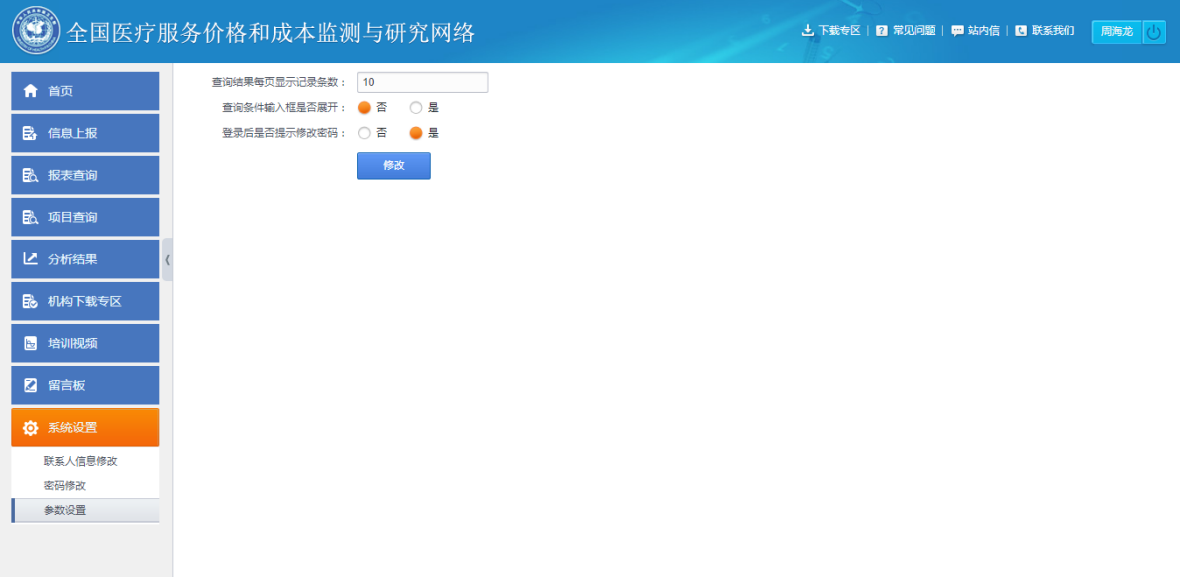 全国医疗服务价格和成本监测与研究网络
下载专区 | 常见问题 | 站内信 | 联系我们 周海龙
首页
信息上报
报表查询
项目查询
分析结果
机构下载专区
培训视频
留言板
系统设置
联系人信息修改
密码修改
参数设置
查询结果每页显示记录条数： 10
查询条件输入框是否展开： 否 是
登录后是否提示修改密码： 否 是
修改